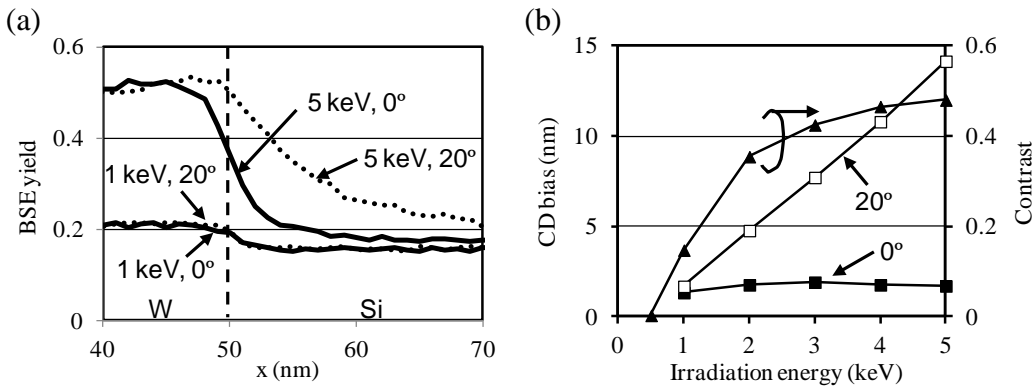 (a)
0.6
0.4
0.2
0
BSE yield
5 keV, 0º
5 keV, 20º
1 keV, 20º
1 keV, 0º
W
Si
40
50
60
70
x (nm)
(b)
15
10
5
0
CD bias (nm)
20º
0º
0.6
0.4
0.2
0
Contrast
0
1
2
3
4
5
Irradiation energy (keV)